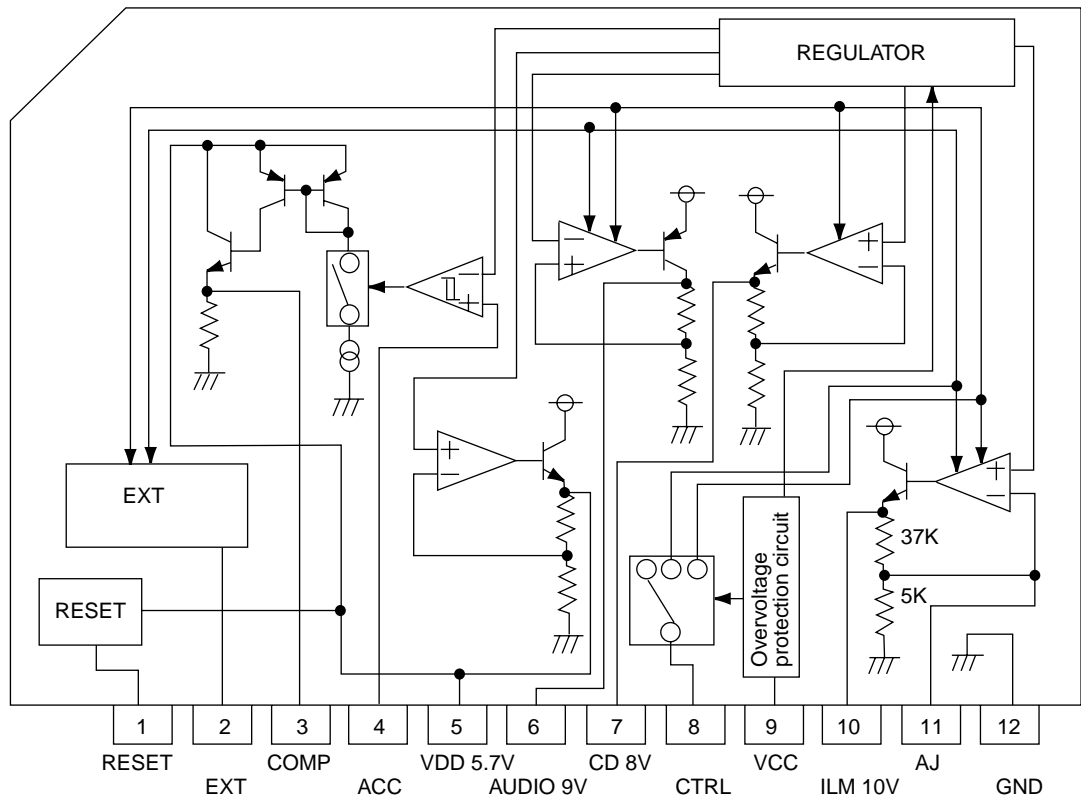 REGULATOR
− + − + + −
+ − + −
37K
5K
EXT
RESET
Overvoltage
protection circuit
1 2 3 4 5 6 7 8 9 10 11 12
RESET COMP VDD 5.7V CD 8V VCC AJ
EXT ACC AUDIO 9V CTRL ILM 10V GND